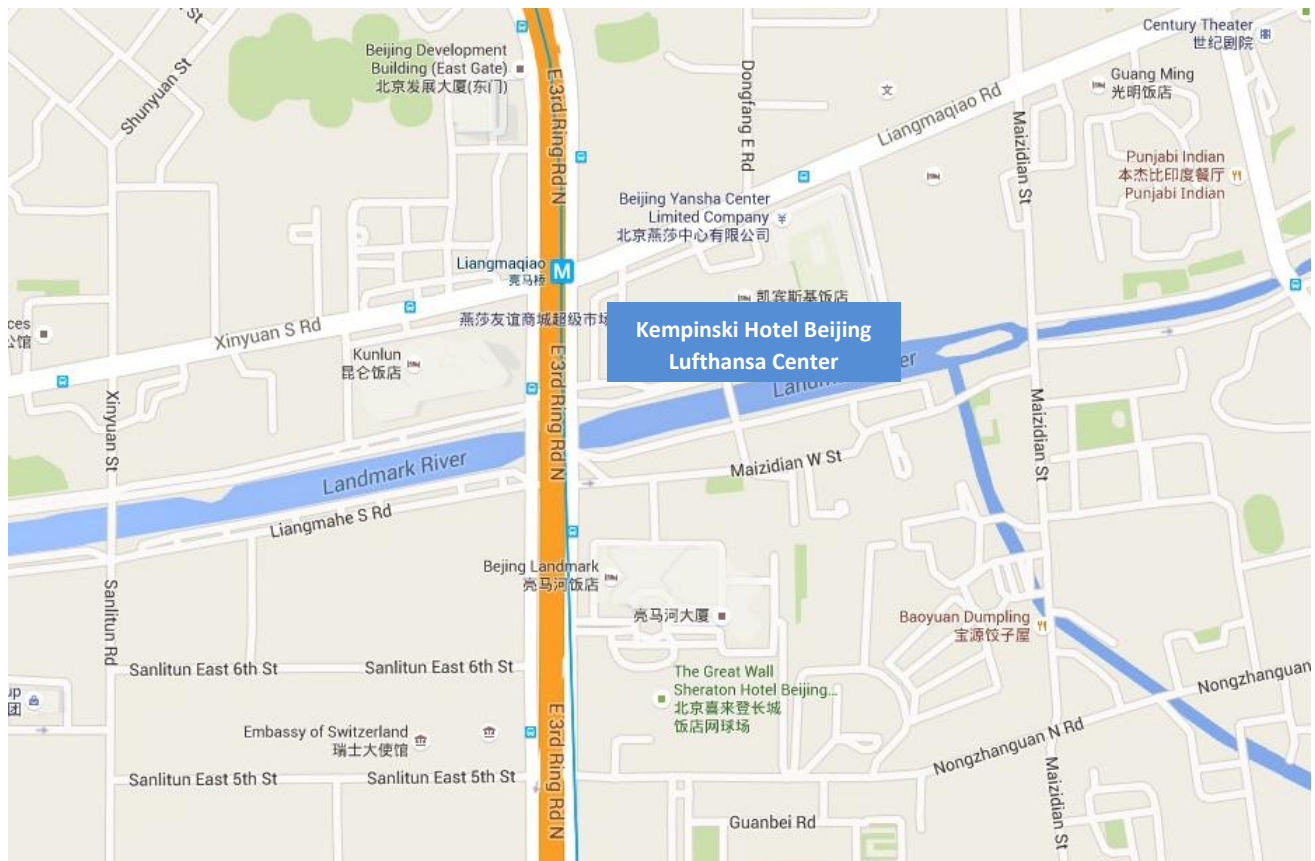 St
Shunyuan St
Beijing Development
Building (East Gate)
北京发展大厦(东门)
E 3rd Ring Rd N
Dongfang E Rd
文
Liangmaqiao Rd
Maizidian St
Century Theater
世纪剧院
Guang Ming
光明饭店
Punjabi Indian
本杰比印度餐厅
Punjabi Indian
Beijing Yansha Center
Limited Company
北京燕莎中心有限公司
¥
Liangmaqiao
亮马桥
M
凯宾斯基饭店
燕莎友谊商城超级市场
Kempinski Hotel Beijing
Lufthansa Center
ces
公馆
Xinyuan S Rd
Kunlun
昆仑饭店
E 3rd Ring Rd N
Xinyuan St
Landmark River
Maizidian W St
Maizidian St
Landmark River
Liangmahe S Rd
Bejing Landmark
亮马河饭店
亮马河大厦
Baoyuan Dumpling
宝源饺子屋
Sanlitun Rd
Sanlitun East 6th St
Sanlitun East 6th St
The Great Wall
Sheraton Hotel Beijing...
北京喜来登长城
饭店网球场
Nongzhanguan
up
团
Embassy of Switzerland
瑞士大使馆
E 3rd Ring Rd N
Nongzhanguan N Rd
Sanlitun East 5th St
Sanlitun East 5th St
Maizidian St
Guanbei Rd